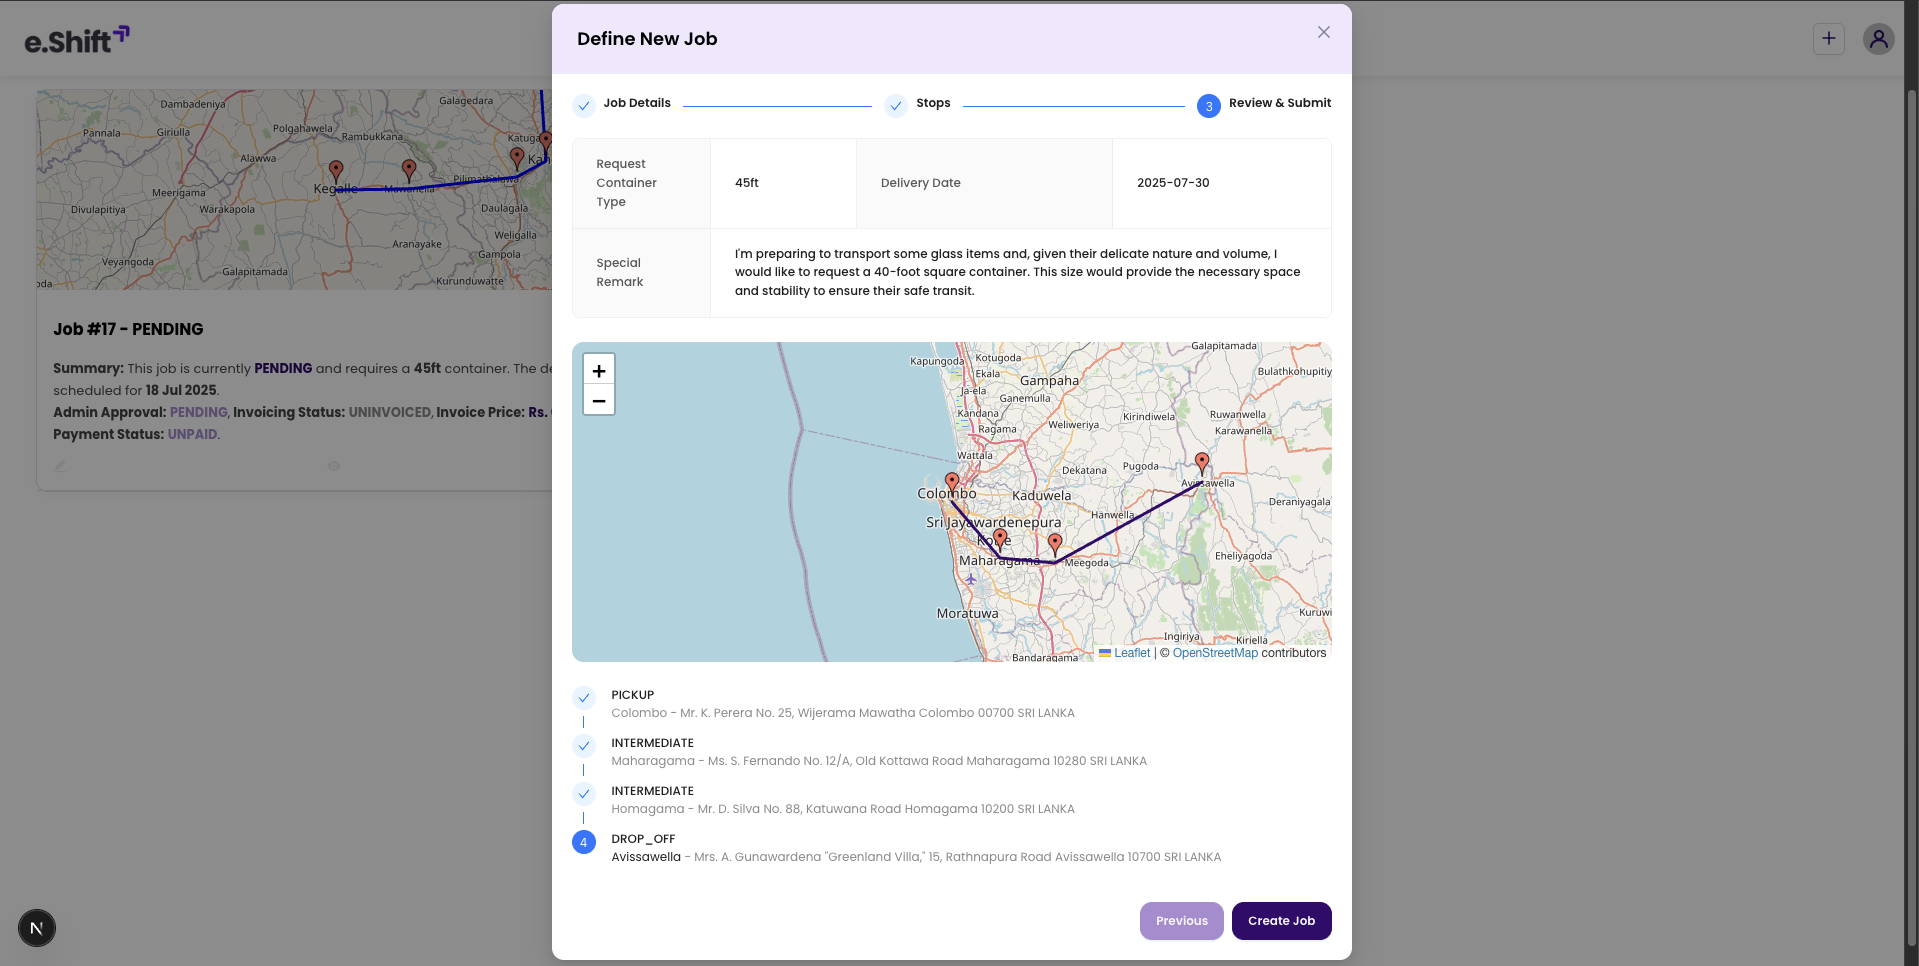 e.Shift
Define New Job
Job Details
Stops
3
Review & Submit
Request
Container
Type
45ft
Delivery Date
2025-07-30
Special
Remark
I'm preparing to transport some glass items and, given their delicate nature and volume, I
would like to request a 40-foot square container. This size would provide the necessary space
and stability to ensure their safe transit.
Galagedara
Dambadeniya
Polgahawela
Pannala
Giriulla
Rambukkana
Katuga
Alawwa
Kan
Kegalle
Mawanella
Pilimathalawa
Meerigama
Divulapitiya
Warakapola
Daulagala
Weligalla
Aranayake
Gampola
Veyangoda
Galapitamada
Kurunduwatte
oda
Job #17 - PENDING
Summary: This job is currently PENDING and requires a 45ft container. The de
scheduled for 18 Jul 2025.
Admin Approval: PENDING, Invoicing Status: UNINVOICED, Invoice Price: Rs.
Payment Status: UNPAID.
+
−
Galapitamada
Kapungoda
Kotugoda
Ekala
Gampaha
Bulathkohupitiy
Ja-ela
Ganemulla
Kandana
Kirindiwela
Ruwanwella
Ragama
Weliweriya
Karawanella
Wattala
Dekatana
Pugoda
Avissawella
Colombo
Kaduwela
Deraniyagala
Hanwella
Sri Jayawardenepura
Kotte
Maharagama
Meegoda
Eheliyagoda
Moratuwa
Kuruwi
Ingiriya
Kiriella
Bandaragama
Leaflet | © OpenStreetMap contributors
PICKUP
Colombo - Mr. K. Perera No. 25, Wijerama Mawatha Colombo 00700 SRI LANKA
INTERMEDIATE
Maharagama - Ms. S. Fernando No. 12/A, Old Kottawa Road Maharagama 10280 SRI LANKA
INTERMEDIATE
Homagama - Mr. D. Silva No. 88, Katuwana Road Homagama 10200 SRI LANKA
4
DROP_OFF
Avissawella - Mrs. A. Gunawardena "Greenland Villa," 15, Rathnapura Road Avissawella 10700 SRI LANKA
Previous
Create Job
N